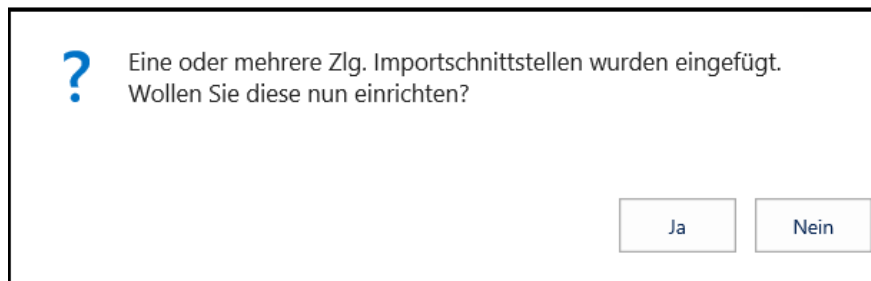 ?
Eine oder mehrere Zlg. Importschnittstellen wurden eingefügt.
Wollen Sie diese nun einrichten?
Ja
Nein